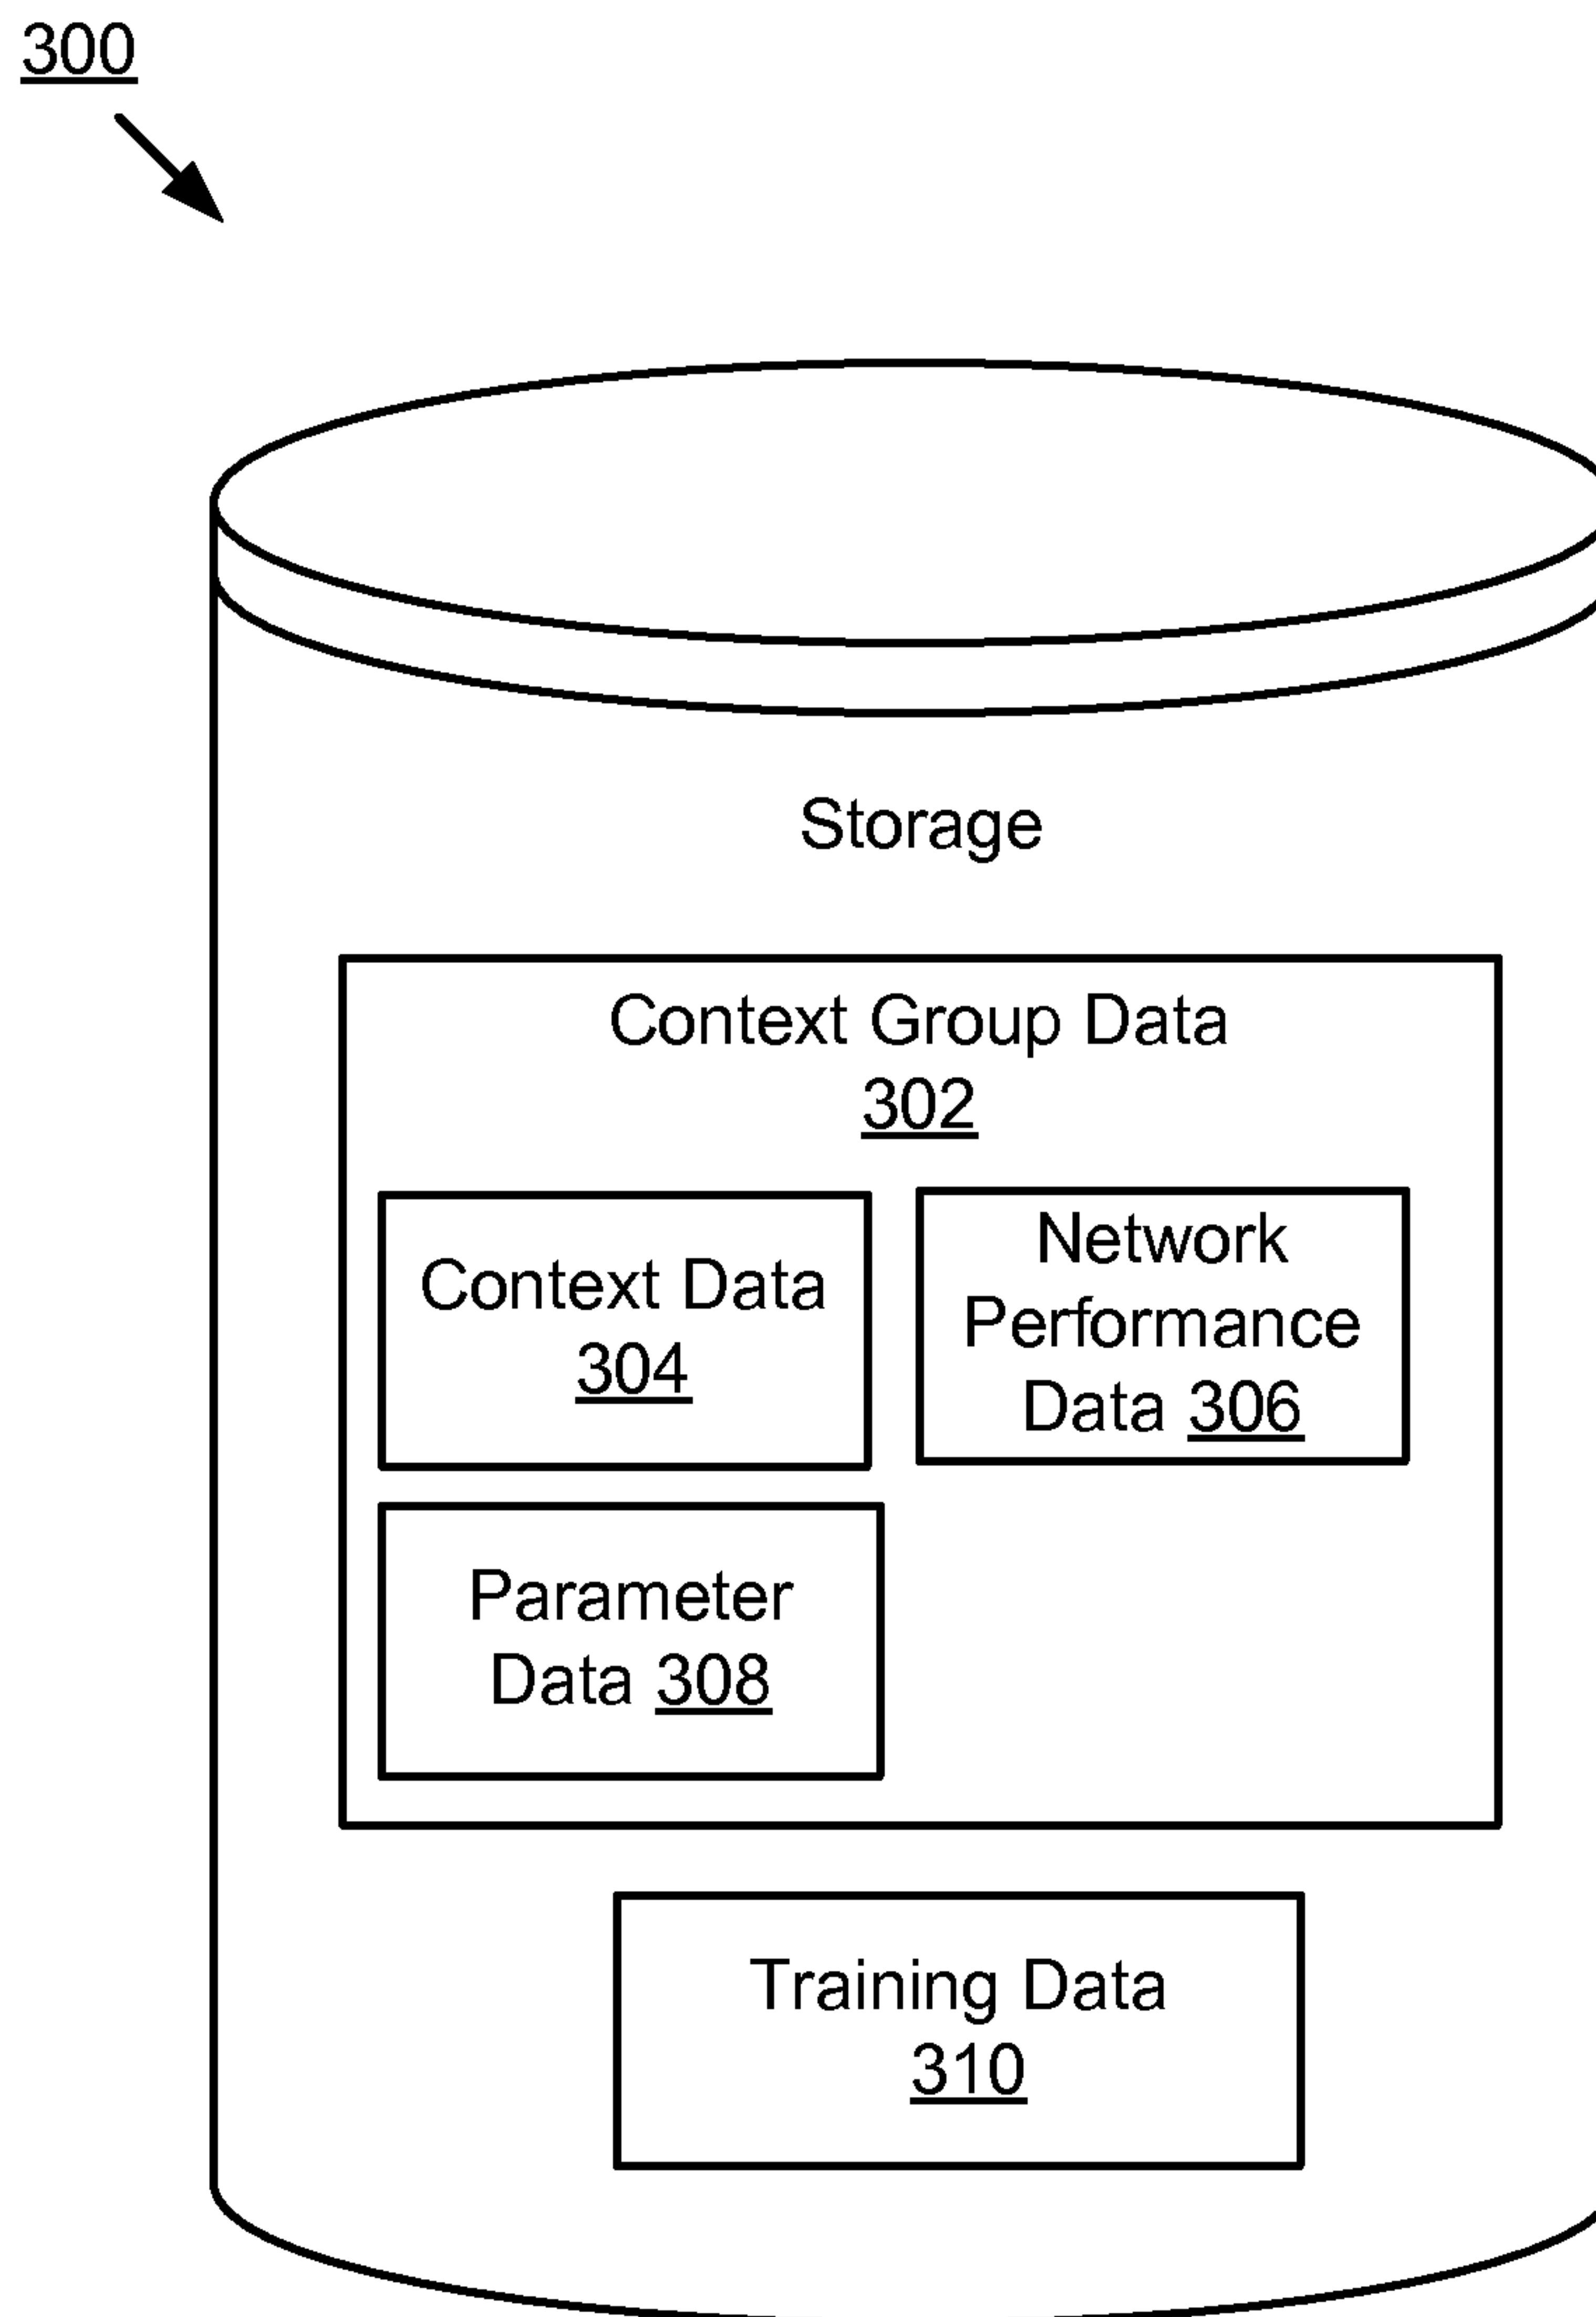 300
Storage
Context Group Data
302
Context Data
304
Network
Performance
Data 306
Parameter
Data 308
Training Data
310